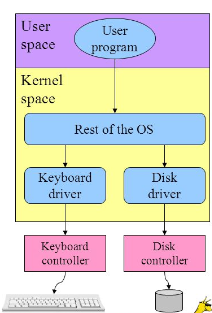 User
space
User
program
Kernel
space
Rest of the OS
Keyboard
driver
Disk
driver
Keyboard
controller
Disk
controller